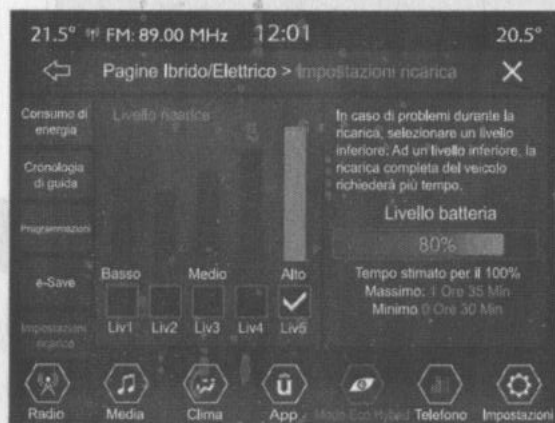 21.5° FM: 89.00 MHz 12:01 20.5°
Pagine Ibrido/Elettrico > Impostazioni ricarica
Consumo di
energia
Cronologia
di guida
Programmazioni
e-Save
Impostazioni
ricarica
Livello ricarica
Basso Medio Alto
Liv1 Liv2 Liv3 Liv4 Liv5
In caso di problemi durante la
ricarica, selezionare un livello
inferiore. Ad un livello inferiore, la
ricarica completa del veicolo
richiederà più tempo.
Livello batteria
80%
Tempo stimato per il 100%
Massimo: 1 Ore 35 Min
Minimo 0 Ore 30 Min
Radio Media Clima App Mode Eco Hybrid Telefono Impostazioni